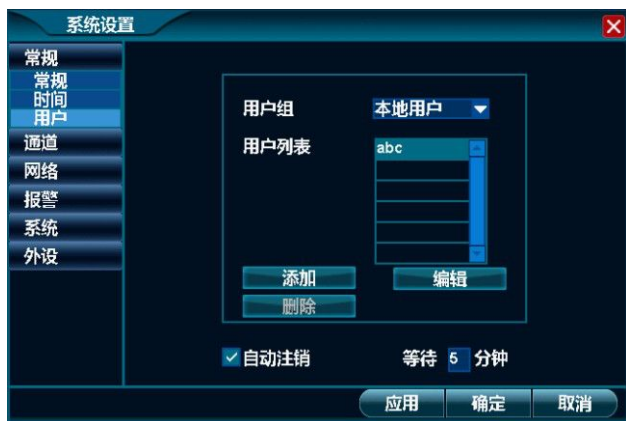 系统设置
常规
常规
时间
用户
通道
网络
报警
系统
外设
用户组 本地用户
用户列表 abc
添加 编辑
删除
自动注销 等待 5 分钟
应用 确定 取消